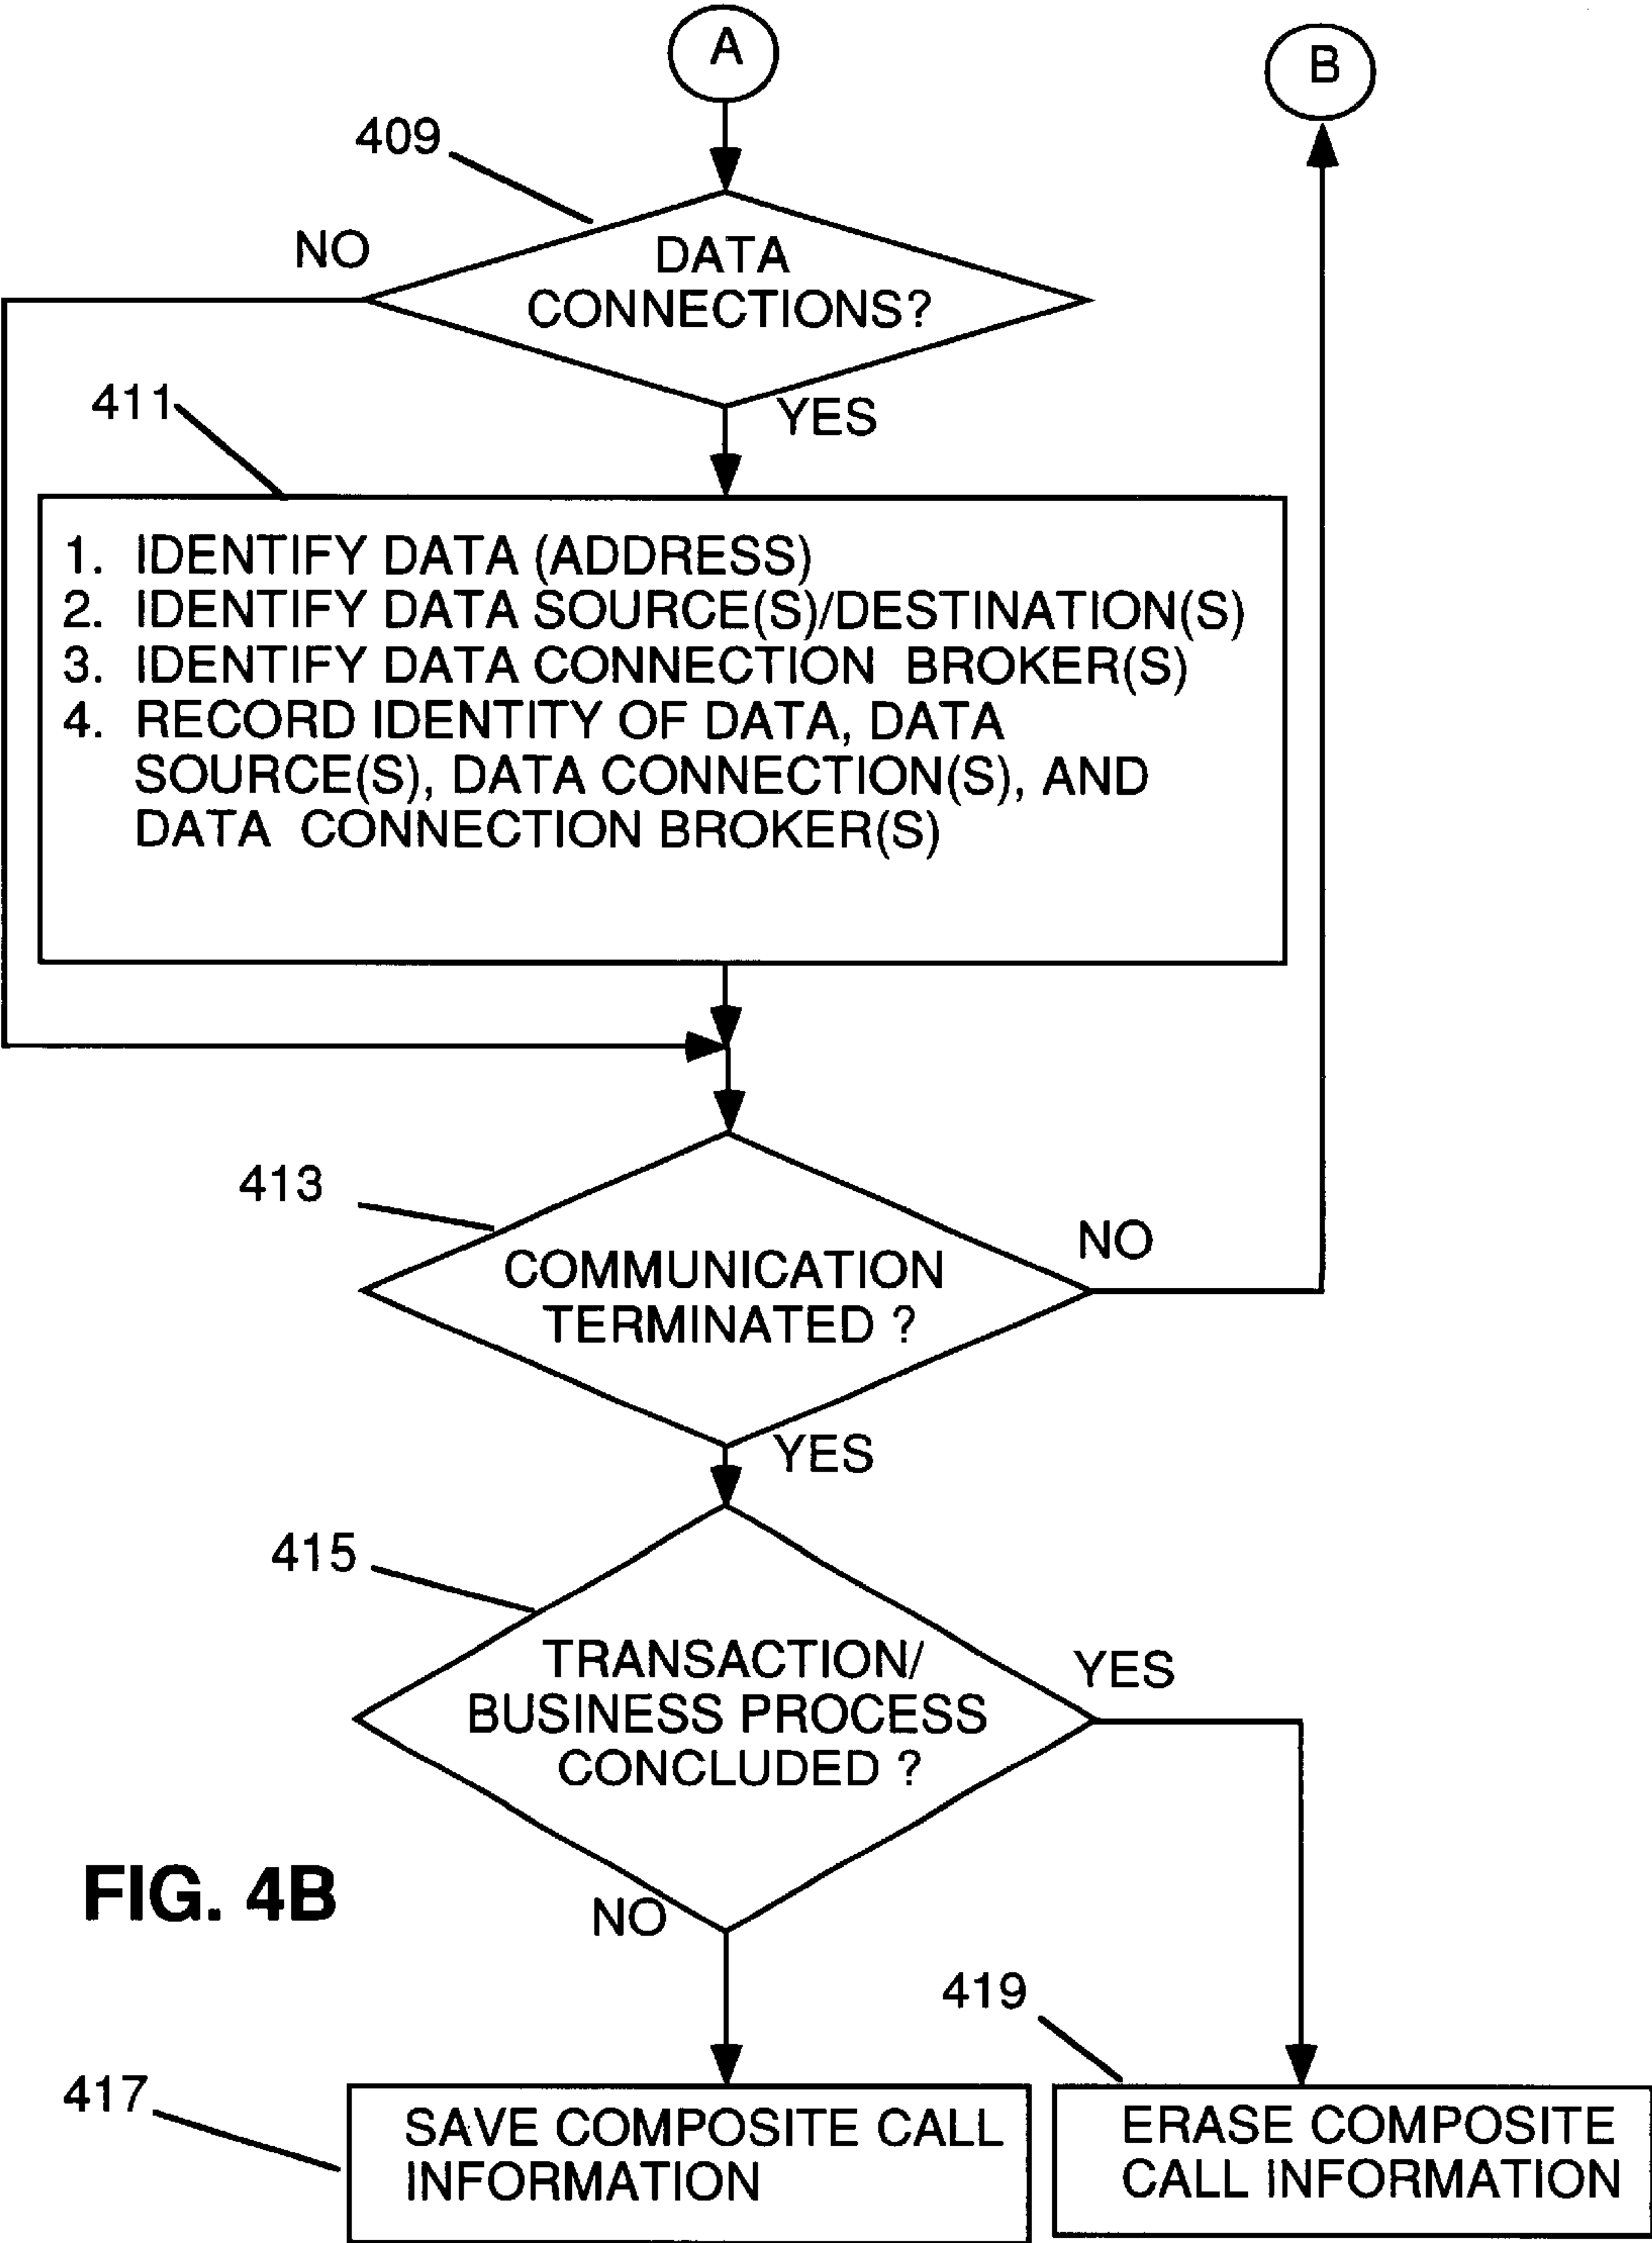 A
B
409
NO
DATA
CONNECTIONS?
411
YES
1. IDENTIFY DATA (ADDRESS)
2. IDENTIFY DATA SOURCE(S)/DESTINATION(S)
3. IDENTIFY DATA CONNECTION BROKER(S)
4. RECORD IDENTITY OF DATA, DATA
SOURCE(S), DATA CONNECTION(S), AND
DATA CONNECTION BROKER(S)
413
NO
COMMUNICATION
TERMINATED ?
YES
415
TRANSACTION/
BUSINESS PROCESS
CONCLUDED ?
YES
FIG. 4B
NO
419
417
SAVE COMPOSITE CALL
INFORMATION
ERASE COMPOSITE
CALL INFORMATION